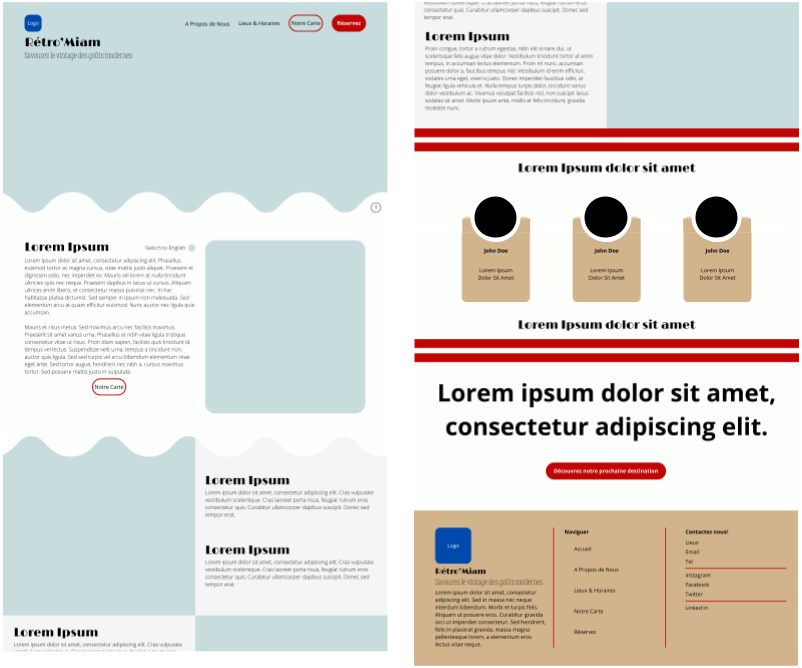 Logo
A Propos de Nous
Lieux & Horaires
Notre Carte
Réservez
Rétro'Miam
Savourez le vintage des goûts modernes
Lorem Ipsum
Switch to English
Lorem ipsum dolor sit amet, consectetur adipiscing elit. Phasellus
euismod tortor ac magna cursus, vitae mattis justo aliquet. Praesent et
dignissim odio, nec imperdiet ex. Mauris vel lorem at nulla tincidunt
ultricies quis nec neque. Praesent dapibus in lacus ut cursus. Aliquam
ultrices enim libero, et consectetur massa pulvinar nec. In hac
habitasse platea dictumst. Sed semper in ipsum non malesuada. Sed
elementum arcu at quam efficitur euismod. Nunc auctor nec ligula quis
accumsan.
Mauris et risus metus. Sed maximus arcu nec facilisis maximus.
Praesent sit amet varius urna. Phasellus et nibh vitae ligula tristique
consectetur vitae ut risus. Proin diam sapien, facilisis quis tincidunt id,
tempus vel lectus. Suspendisse velit urna, tempus a tincidunt non,
auctor quis ligula. Sed sed turpis vel arcu bibendum elementum vitae
eget ante. Sed tortor augue, hendrerit nec nibh a, cursus maximus
tortor. Sed posuere mattis justo in vulputate.
Notre Carte
Lorem Ipsum
Lorem ipsum dolor sit amet, consectetur adipiscing elit. Cras vulputate
vestibulum scelerisque. Cras laoreet justo rutrum, feugiat rutrum eros
consectetur quis. Curabitur ullamcorper dapibus suscipit. Donec sed
tempor erat.
Lorem Ipsum
Lorem ipsum dolor sit amet, consectetur adipiscing elit. Cras vulputate
vestibulum scelerisque. Cras laoreet justo rutrum, feugiat rutrum eros
consectetur quis. Curabitur ullamcorper dapibus suscipit. Donec sed
tempor erat.
Lorem Ipsum
Lorem ipsum dolor sit amet, consectetur adipiscing elit. Cras vulputate
consectetur quis. Curabitur ullamcorper dapibus suscipit. Donec sed
tempor erat.
Lorem Ipsum
Proin congue, tortor a rutrum egestas, nibh elit ornare dui, ut
scelerisque felis augue vitae dolor. Vestibulum tincidunt tortor at enim
tempus, in accumsan lectus elementum. Proin mi nunc, accumsan
posuere dolor a, faucibus tempus nisl. Vestibulum id enim efficitur,
sodales urna eget, viverra justo. Donec imperdiet faucibus odio, at
feugiat ligula vehicula et. Nulla tempus turpis dolor, tincidunt lacus
dolor vestibulum ac. Vivamus volutpat facilisis nisl, non suscipit lacus
sodales sit amet. Morbi ipsum ante, mollis et felis tincidunt, gravida
molestie nunc.
Lorem Ipsum dolor sit amet
John Doe
Lorem Ipsum
Dolor Sit Amet
John Doe
Lorem Ipsum
Dolor Sit Amet
John Doe
Lorem Ipsum
Dolor Sit Amet
Lorem Ipsum dolor sit amet
Lorem ipsum dolor sit amet,
consectetur adipiscing elit.
Découvrez notre prochaine destination
Logo
Rétro'Miam
Savourez le vintage des goûts modernes
Lorem ipsum dolor sit amet, consectetur
adipiscing elit. Sed in massa nec neque
interdum bibendum. Morbi et turpis felis.
Aliquam ut posuere eros. Curabitur gravida
orci ut imperdiet consectetur. In hendrerit,
felis in placerat gravida, massa magna
pellentesque lorem, a elementum eros
lectus vitae neque.
Naviguer
Accueil
A Propos de Nous
Lieux & Horaires
Notre Carte
Réservez
Contactez nous!
Lieux
Email
Tel
Instagram
Facebook
Twitter
Linked In